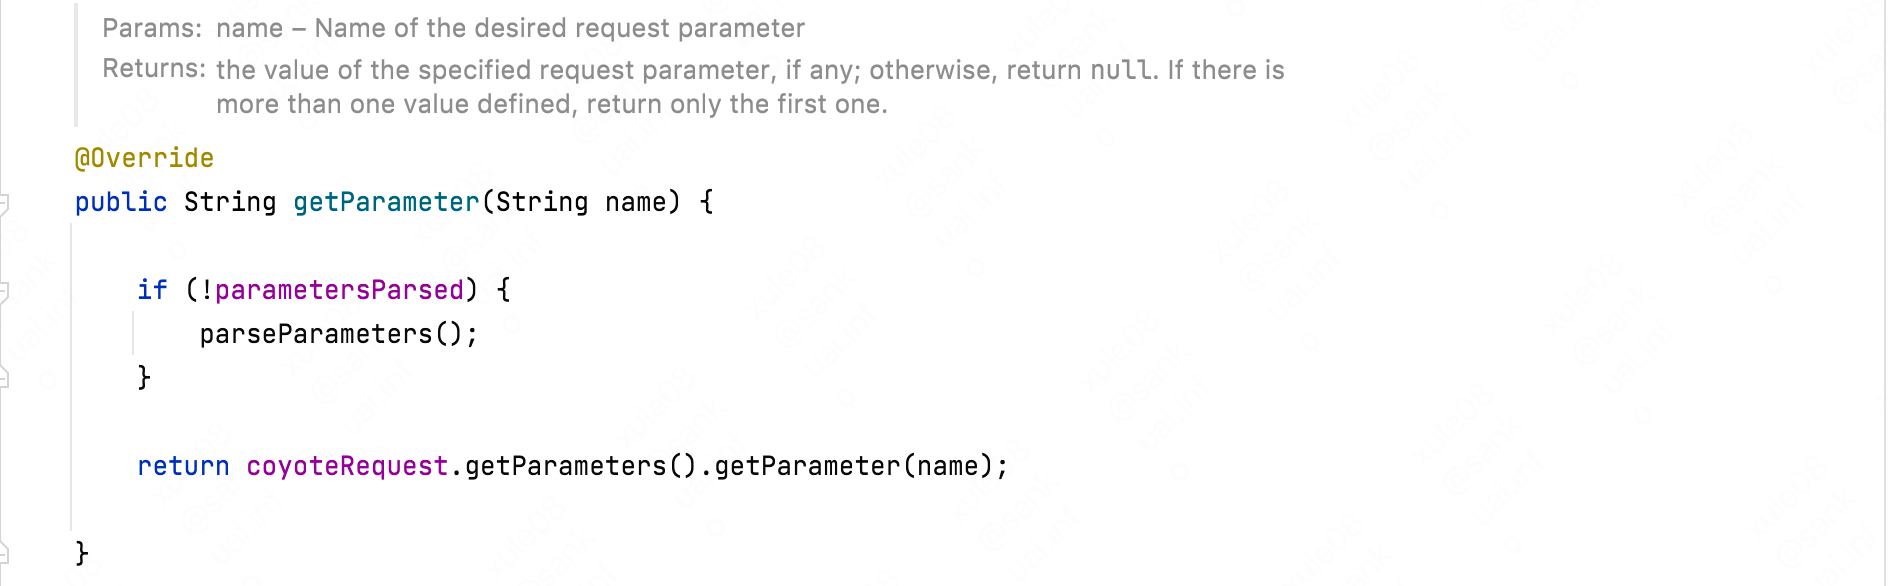 Params: name – Name of the desired request parameter
Returns: the value of the specified request parameter, if any; otherwise, return null. If there is
more than one value defined, return only the first one.
@Override
public String getParameter(String name) {
if (!parametersParsed) {
parseParameters();
}
return coyoteRequest.getParameters().getParameter(name);
}